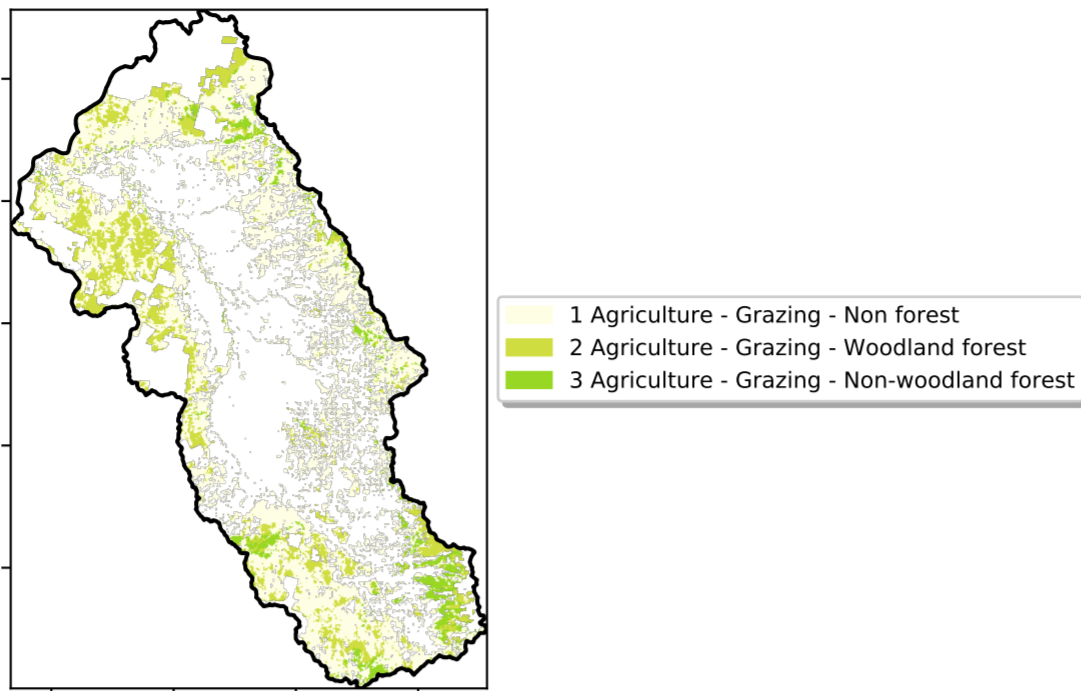 1 Agriculture - Grazing - Non forest
2 Agriculture - Grazing - Woodland forest
3 Agriculture - Grazing - Non-woodland forest